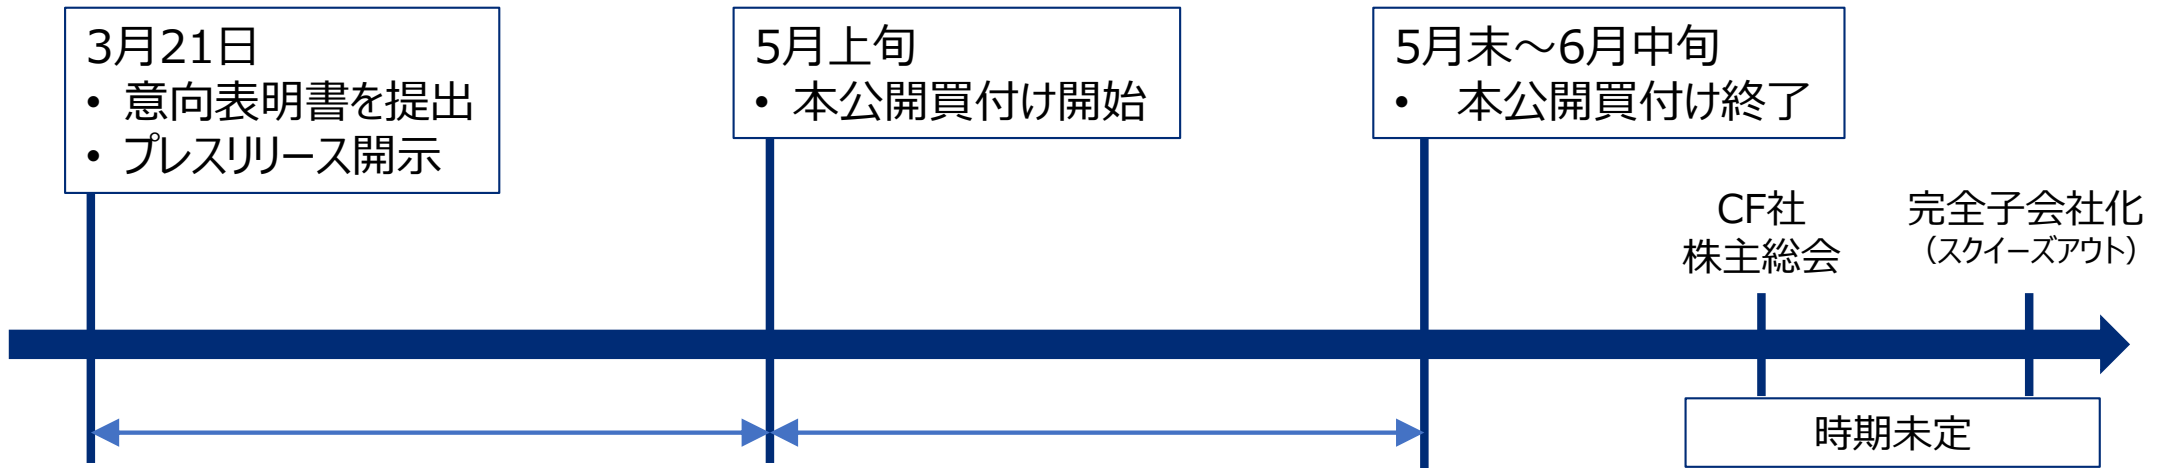 3月21日
• 意向表明書を提出
• プレスリリース開示
5月上旬
• 本公開買付け開始
5月末～6月中旬
• 本公開買付け終了
CF社
株主総会
完全子会社化
（スクイーズアウト）
時期未定